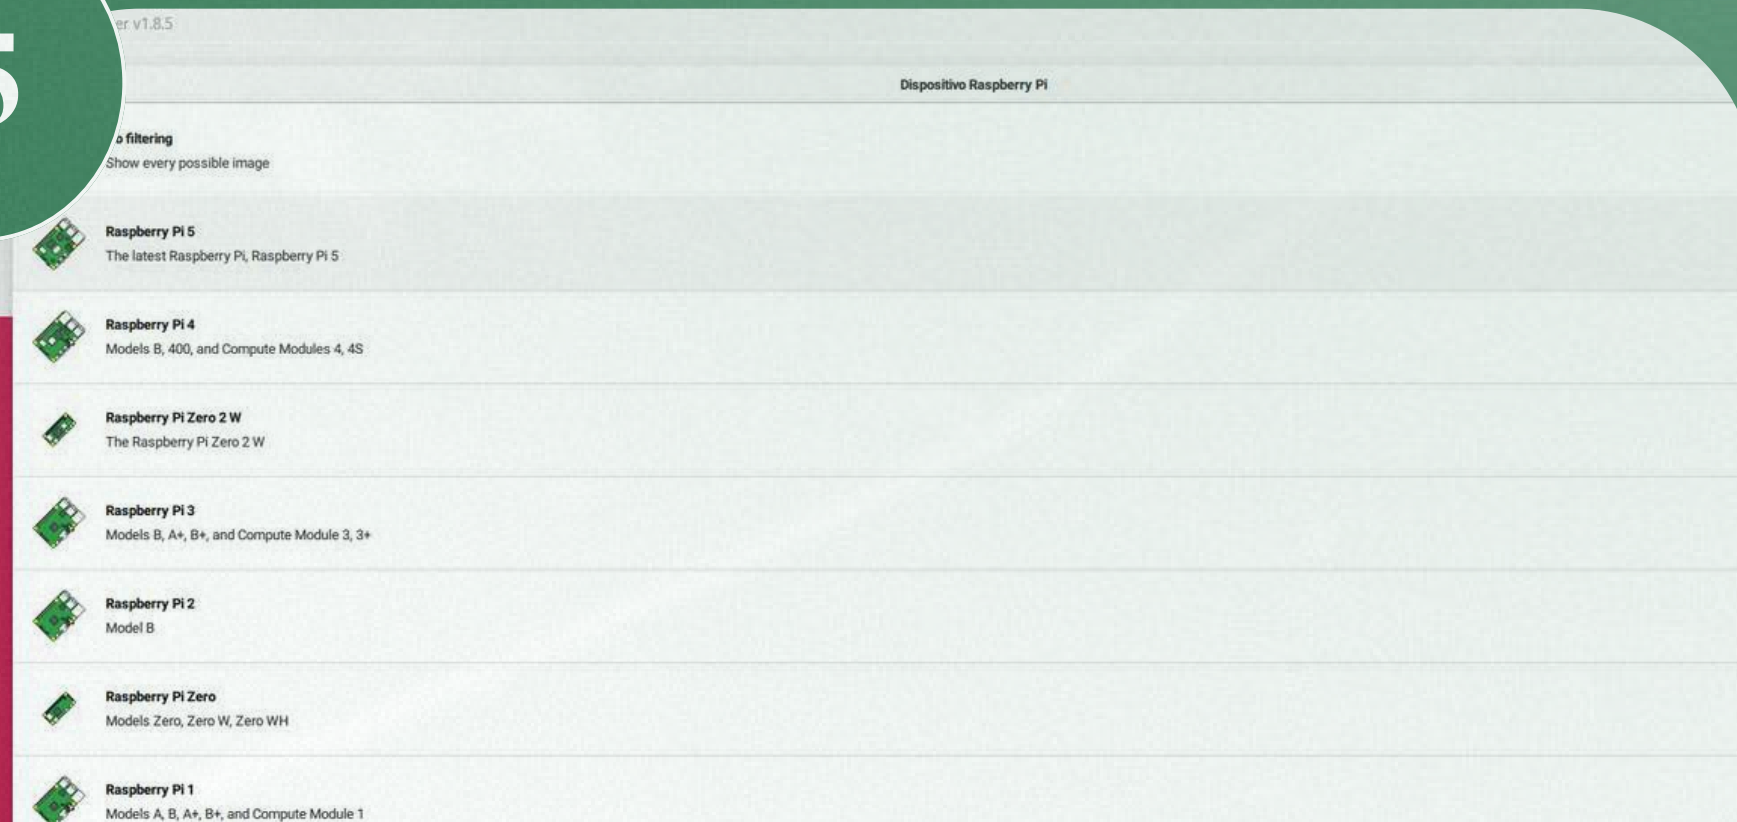 v1.8.5
5
Dispositivo Raspberry Pi
filtering
Show every possible image
Raspberry Pi 5
The latest Raspberry Pi, Raspberry Pi 5
Raspberry Pi 4
Models B, 400, and Compute Modules 4, 4S
Raspberry Pi Zero 2 W
The Raspberry Pi Zero 2 W
Raspberry Pi 3
Models B, A+, B+, and Compute Module 3, 3+
Raspberry Pi 2
Model B
Raspberry Pi Zero
Models Zero, Zero W, Zero WH
Raspberry Pi 1
Models A, B, A+, B+, and Compute Module 1